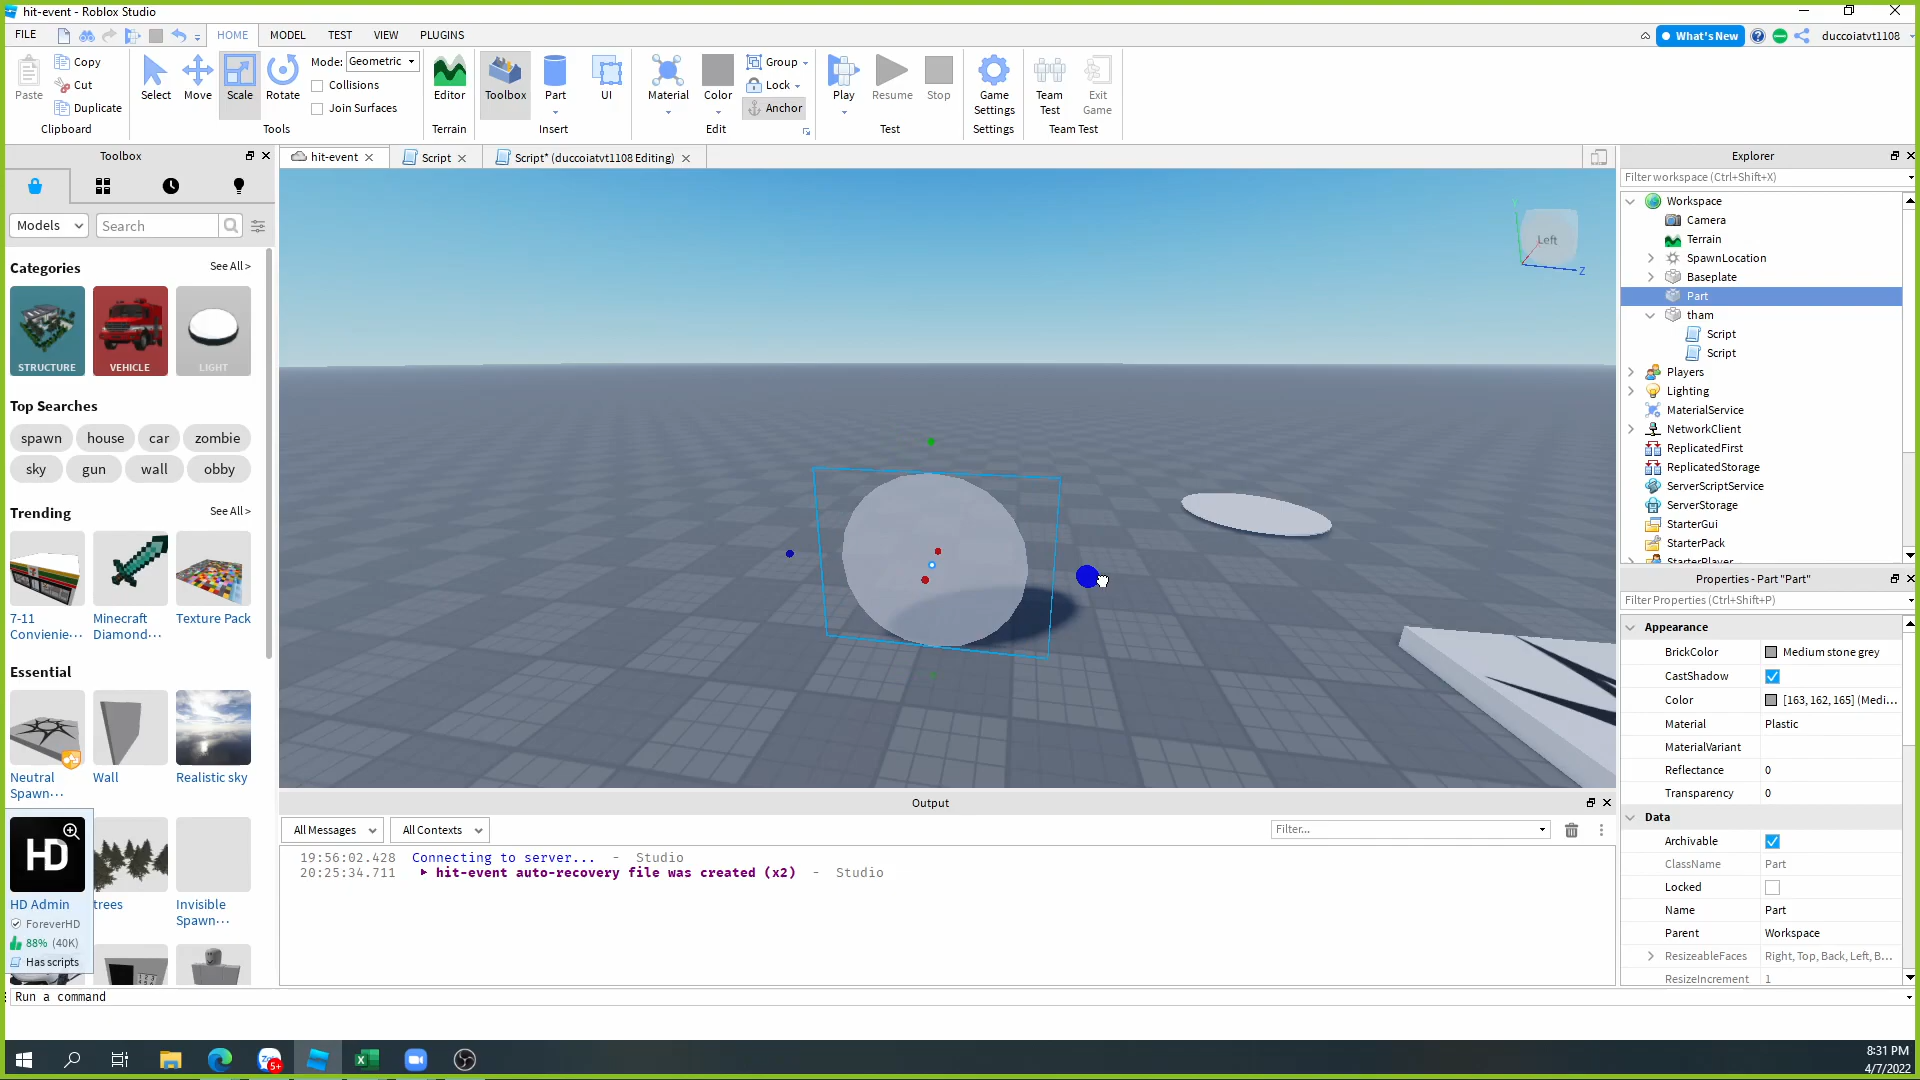 hit-event - Roblox Studio
FILE
HOME
MODEL
TEST
VIEW
PLUGINS
What's New
duccoiatvt1108
Paste
Copy
Cut
Duplicate
Clipboard
Select
Move
Scale
Rotate
Mode: Geometric
Collisions
Join Surfaces
Tools
Editor
Terrain
Toolbox
Part
UI
Insert
Material
Color
Group
Lock
Anchor
Edit
Play
Resume
Stop
Test
Game
Settings
Settings
Team
Test
Exit
Game
Team Test
Toolbox
hit-event
Script
Script* (duccoiatvt1108 Editing)
Models
Search
Categories
See All >
STRUCTURE
VEHICLE
LIGHT
Top Searches
spawn
house
car
zombie
sky
gun
wall
obby
Trending
See All >
7-11
Convienie...
Minecraft
Diamond...
Texture Pack
Essential
Neutral
Spawn...
Wall
Realistic sky
HD
HD Admin
ForeverHD
88% (40K)
Has scripts
trees
Invisible
Spawn...
Left
Z
Output
All Messages
All Contexts
Filter...
19:56:02.428 Connecting to server... - Studio
20:25:34.711 hit-event auto-recovery file was created (x2) - Studio
Run a command
Explorer
Filter workspace (Ctrl+Shift+X)
Workspace
Camera
Terrain
SpawnLocation
Baseplate
Part
tham
Script
Script
Players
Lighting
MaterialService
NetworkClient
ReplicatedFirst
ReplicatedStorage
ServerScriptService
ServerStorage
StarterGui
StarterPack
StarterPlayer
Properties - Part "Part"
Filter Properties (Ctrl+Shift+P)
Appearance
BrickColor Medium stone grey
CastShadow
Color [163, 162, 165] (Medi...
Material Plastic
MaterialVariant
Reflectance 0
Transparency 0
Data
Archivable
ClassName Part
Locked
Name Part
Parent Workspace
ResizeableFaces Right, Top, Back, Left, B...
ResizeIncrement 1
5+
8:31 PM
4/7/2022